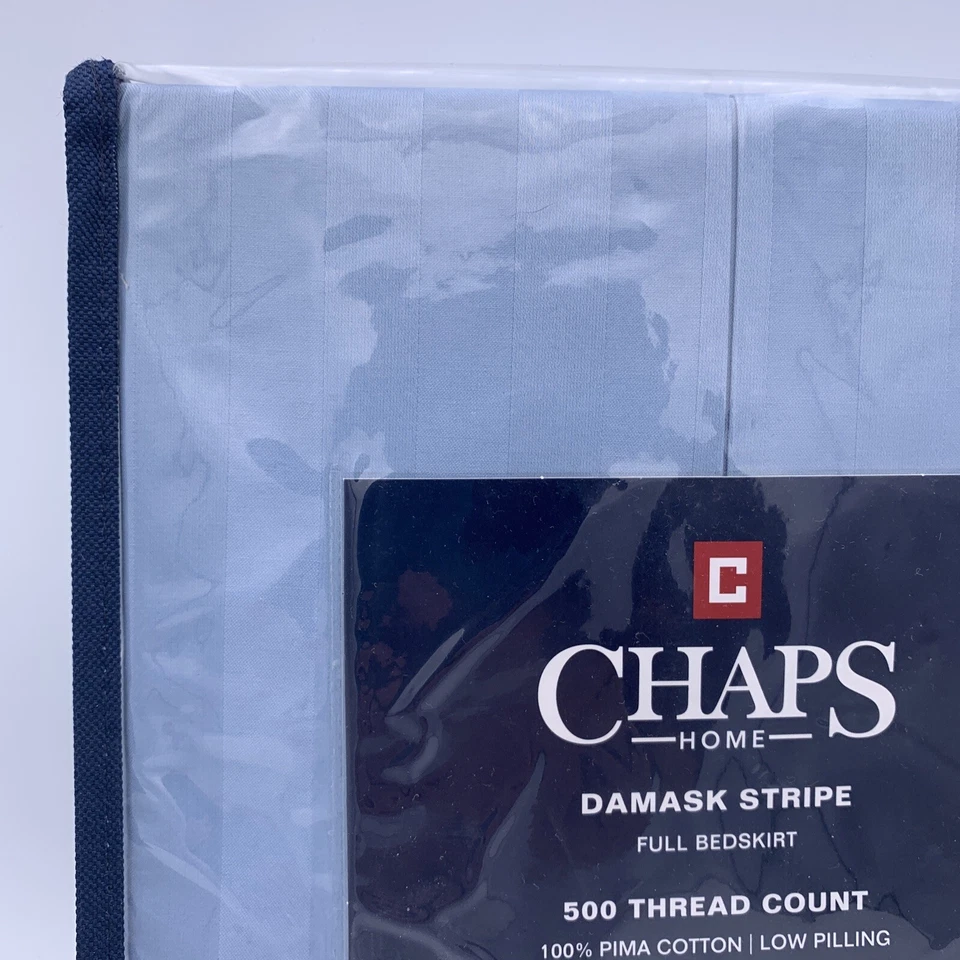 C
CHAPS
HOME
DAMASK STRIPE
FULL BEDSKIRT
500 THREAD COUNT
100% PIMA COTTON | LOW PILLING